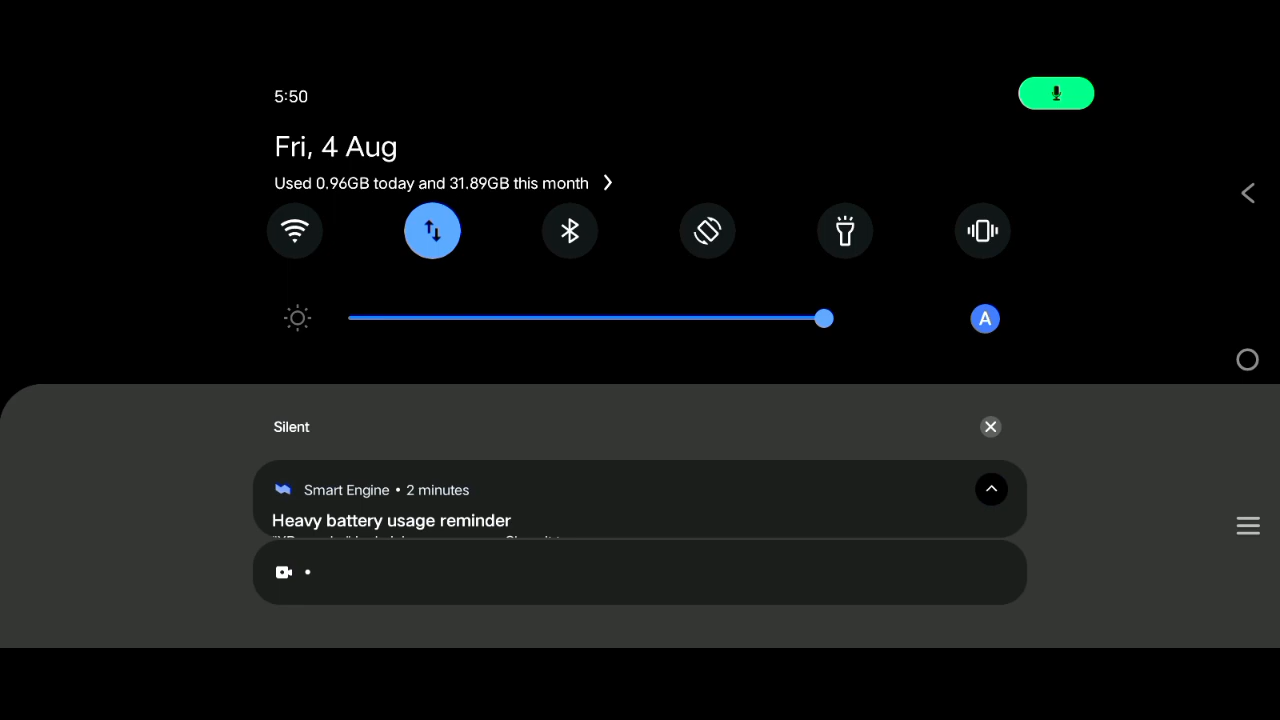 5:50
Fri, 4 Aug
Used 0.96GB today and 31.89GB this month
A
Silent
Smart Engine • 2 minutes
Heavy battery usage reminder